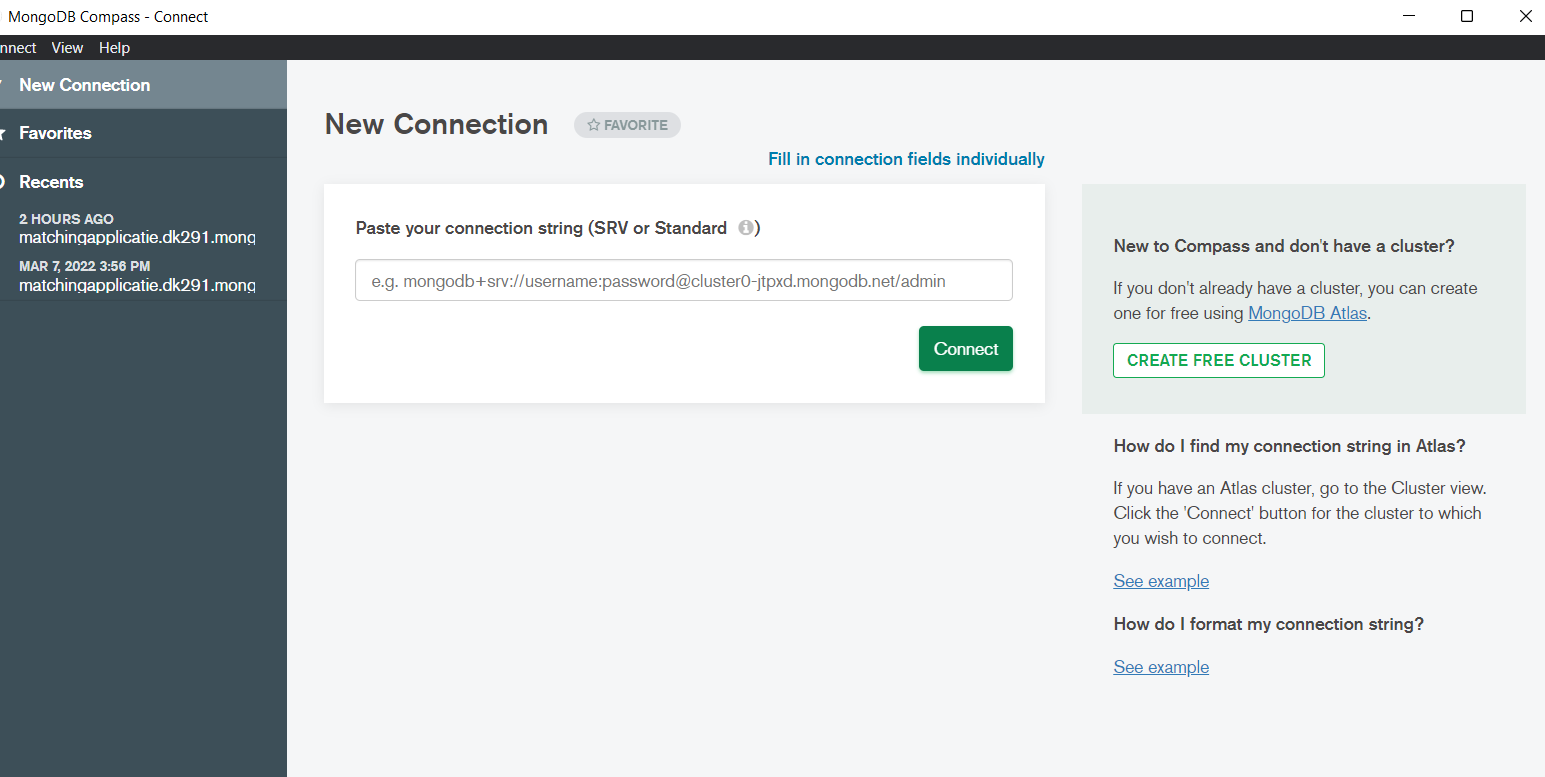 MongoDB Compass - Connect
nnect View Help
New Connection
Favorites
Recents
2 HOURS AGO
matchingapplicatie.dk291.mong
MAR 7, 2022 3:56 PM
matchingapplicatie.dk291.mong
New Connection
FAVORITE
Fill in connection fields individually
Paste your connection string (SRV or Standard )
e.g. mongodb+srv://username:password@cluster0-jtpxd.mongodb.net/admin
Connect
New to Compass and don't have a cluster?
If you don't already have a cluster, you can create
one for free using MongoDB Atlas.
CREATE FREE CLUSTER
How do I find my connection string in Atlas?
If you have an Atlas cluster, go to the Cluster view.
Click the 'Connect' button for the cluster to which
you wish to connect.
See example
How do I format my connection string?
See example